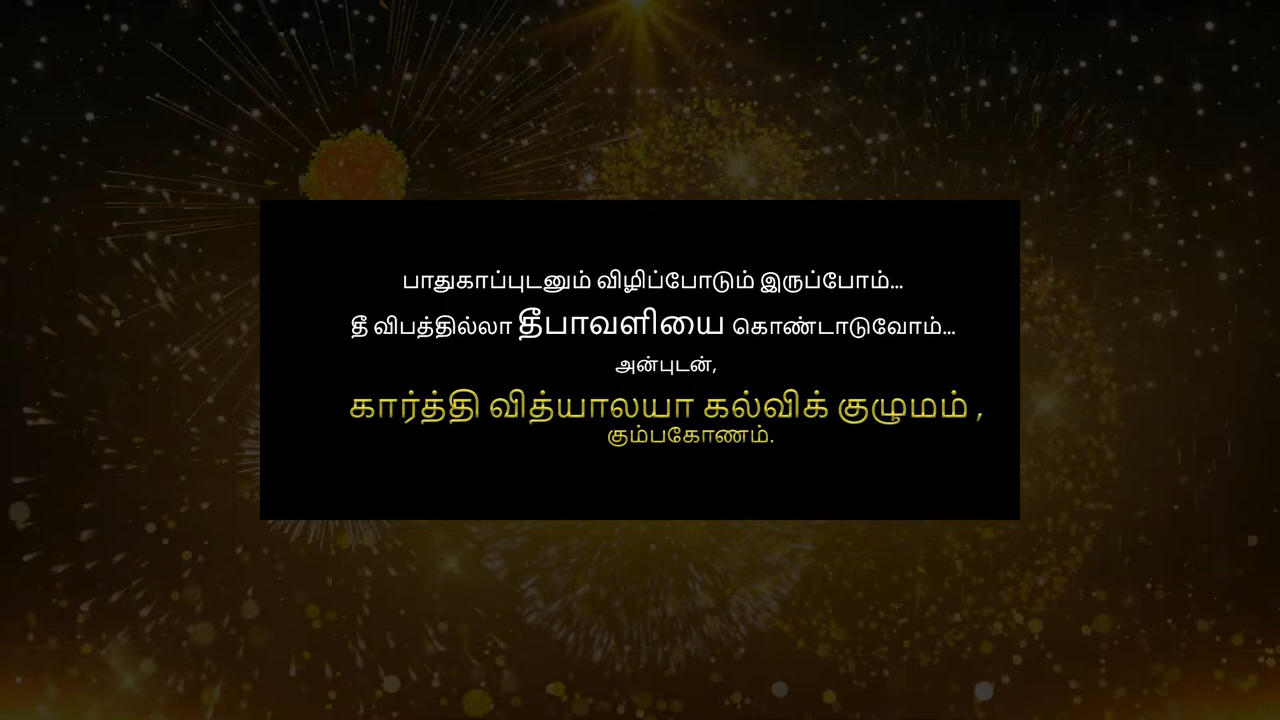 பாதுகாப்புடனும் விழிப்போடும் இருப்போம்...
தீ விபத்தில்லா தீபாவளியை கொண்டாடுவோம்...
அன்புடன்,
கார்த்தி வித்யாலயா கல்விக் குழுமம் ,
கும்பகோணம்.